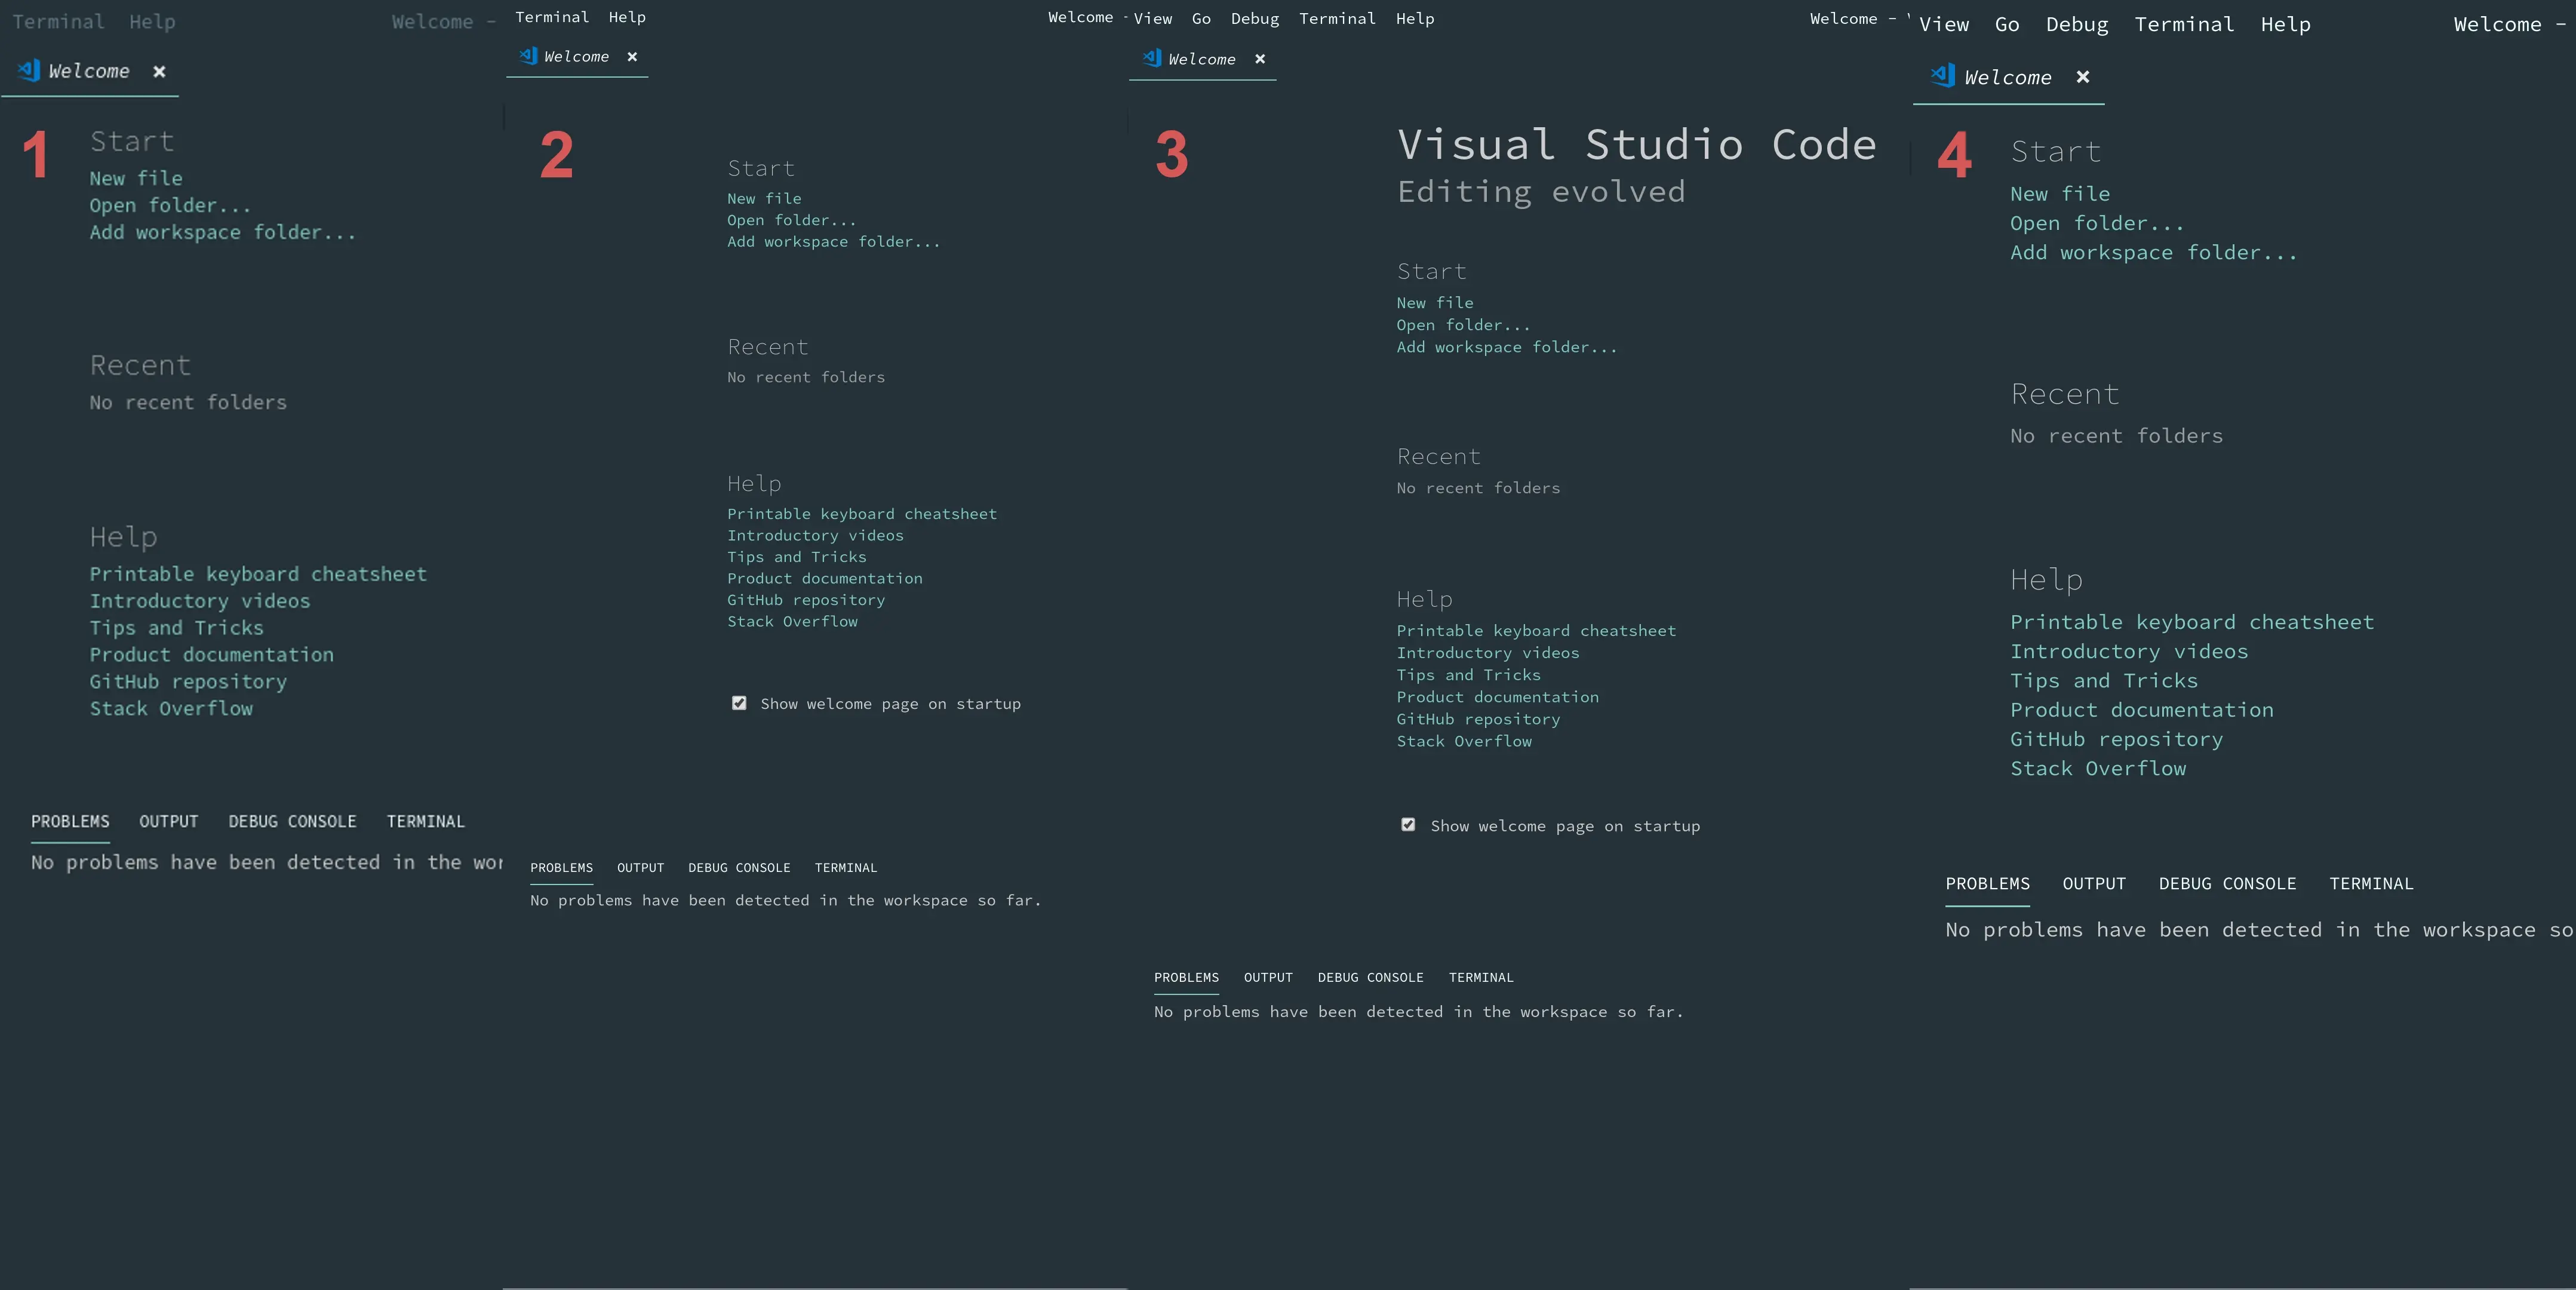 Terminal Help Welcome -
Welcome ×
1
Start
New file
Open folder...
Add workspace folder...
Recent
No recent folders
Help
Printable keyboard cheatsheet
Introductory videos
Tips and Tricks
Product documentation
GitHub repository
Stack Overflow
PROBLEMS OUTPUT DEBUG CONSOLE TERMINAL
No problems have been detected in the wor
Terminal Help Welcome -
Welcome ×
2
Start
New file
Open folder...
Add workspace folder...
Recent
No recent folders
Help
Printable keyboard cheatsheet
Introductory videos
Tips and Tricks
Product documentation
GitHub repository
Stack Overflow
Show welcome page on startup
PROBLEMS OUTPUT DEBUG CONSOLE TERMINAL
No problems have been detected in the workspace so far.
View Go Debug Terminal Help Welcome -
Welcome ×
3
Visual Studio Code
Editing evolved
Start
New file
Open folder...
Add workspace folder...
Recent
No recent folders
Help
Printable keyboard cheatsheet
Introductory videos
Tips and Tricks
Product documentation
GitHub repository
Stack Overflow
Show welcome page on startup
PROBLEMS OUTPUT DEBUG CONSOLE TERMINAL
No problems have been detected in the workspace so far.
View Go Debug Terminal Help Welcome -
Welcome ×
4
Start
New file
Open folder...
Add workspace folder...
Recent
No recent folders
Help
Printable keyboard cheatsheet
Introductory videos
Tips and Tricks
Product documentation
GitHub repository
Stack Overflow
PROBLEMS OUTPUT DEBUG CONSOLE TERMINAL
No problems have been detected in the workspace so